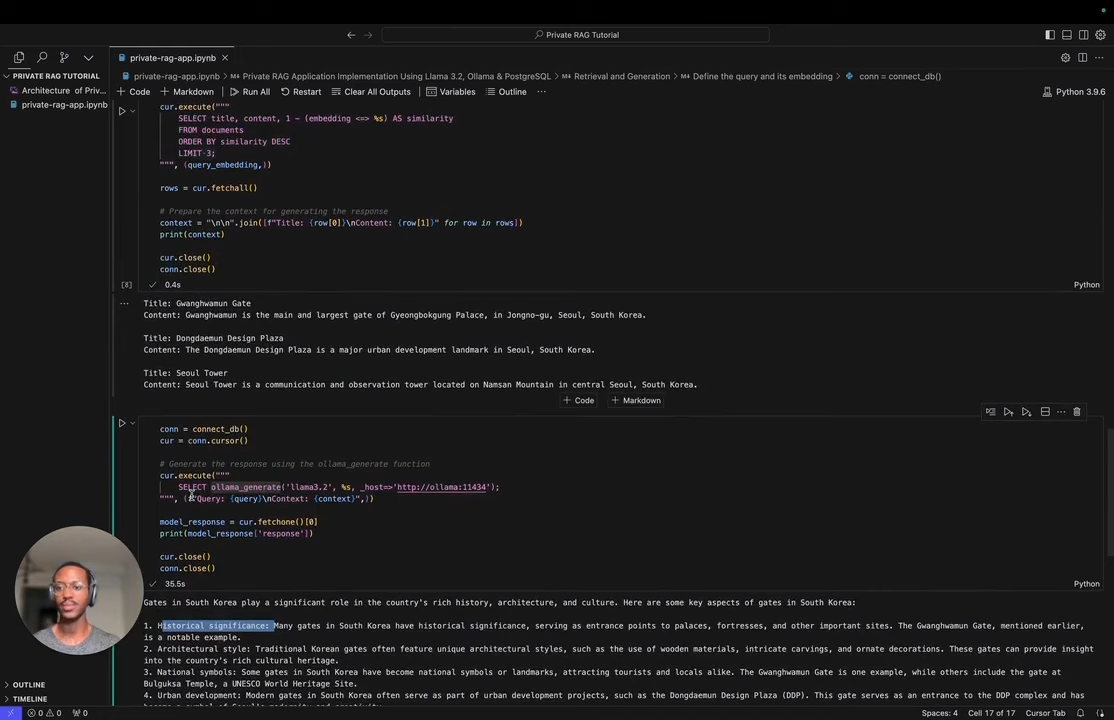 Private RAG Tutorial
private-rag-app.ipynb
PRIVATE RAG TUTORIAL
Architecture of Priv...
private-rag-app.ipynb
private-rag-app.ipynb > Private RAG Application Implementation Using Llama 3.2, Ollama & PostgreSQL > Retrieval and Generation > Define the query and its embedding > conn = connect_db()
+ Code + Markdown Run All Restart Clear All Outputs Variables Outline ... Python 3.9.6
cur.execute("""
SELECT title, content, 1 - (embedding <=> %s) AS similarity
FROM documents
ORDER BY similarity DESC
LIMIT 3;
""", (query_embedding,))
rows = cur.fetchall()
# Prepare the context for generating the response
context = "\n\n".join([f"Title: {row[0]}\nContent: {row[1]}" for row in rows])
print(context)
cur.close()
conn.close()
[8] 0.4s Python
Title: Gwanghwamun Gate
Content: Gwanghwamun is the main and largest gate of Gyeongbokgung Palace, in Jongno-gu, Seoul, South Korea.
Title: Dongdaemun Design Plaza
Content: The Dongdaemun Design Plaza is a major urban development landmark in Seoul, South Korea.
Title: Seoul Tower
Content: Seoul Tower is a communication and observation tower located on Namsan Mountain in central Seoul, South Korea.
+ Code + Markdown
conn = connect_db()
cur = conn.cursor()
# Generate the response using the ollama_generate function
cur.execute("""
SELECT ollama_generate('llama3.2', %s, _host=>'http://ollama:11434');
""", (f"Query: {query}\nContext: {context}",))
model_response = cur.fetchone()[0]
print(model_response['response'])
cur.close()
conn.close()
35.5s Python
Gates in South Korea play a significant role in the country's rich history, architecture, and culture. Here are some key aspects of gates in South Korea:
1. Historical significance: Many gates in South Korea have historical significance, serving as entrance points to palaces, fortresses, and other important sites. The Gwanghwamun Gate, mentioned earlier,
is a notable example.
2. Architectural style: Traditional Korean gates often feature unique architectural styles, such as the use of wooden materials, intricate carvings, and ornate decorations. These gates can provide insight
into the country's rich cultural heritage.
3. National symbols: Some gates in South Korea have become national symbols or landmarks, attracting tourists and locals alike. The Gwanghwamun Gate is one example, while others include the gate at
Bulguksa Temple, a UNESCO World Heritage Site.
4. Urban development: Modern gates in South Korea often serve as part of urban development projects, such as the Dongdaemun Design Plaza (DDP). This gate serves as an entrance to the DDP complex and has
OUTLINE
TIMELINE
0 0 0 Spaces: 4 Cell 17 of 17 Cursor Tab